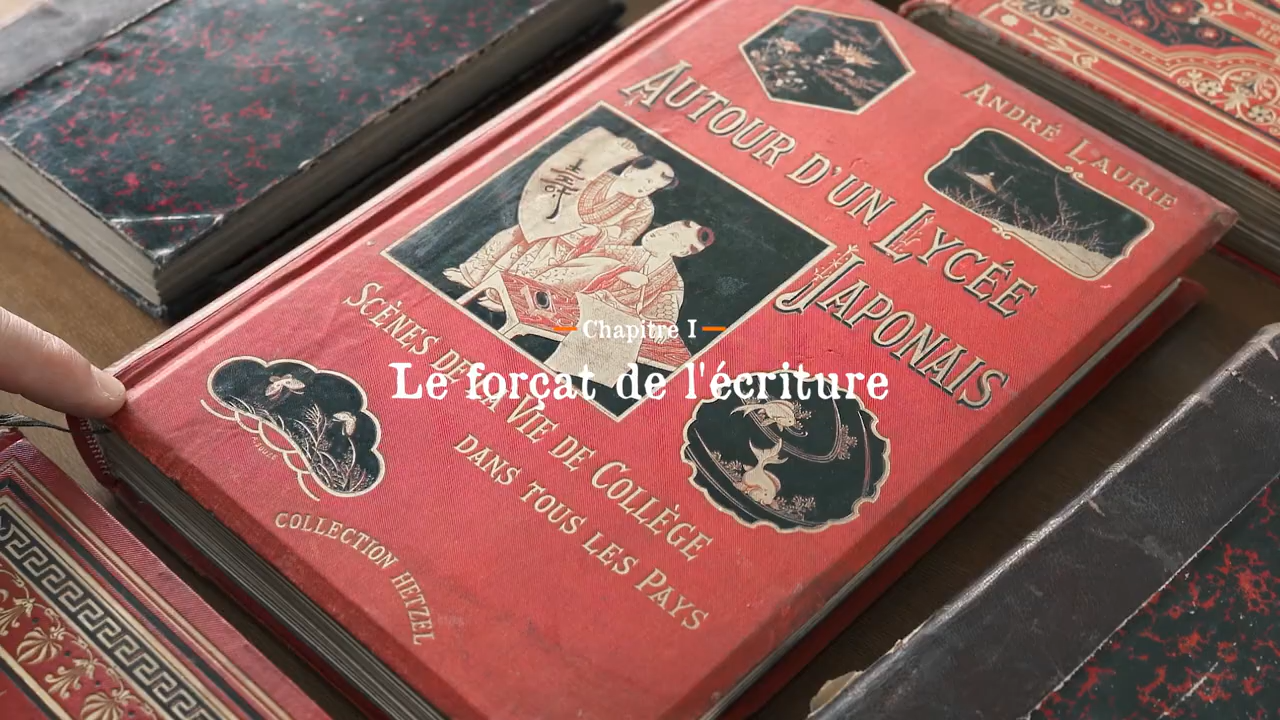 AUTOUR D'UN LYCÉE
JAPONAIS
ANDRÉ LAURIE
SCÈNES DE LA VIE DE COLLÈGE
DANS TOUS LES PAYS
COLLECTION HETZEL
Chapitre I
Le forçat de l'écriture